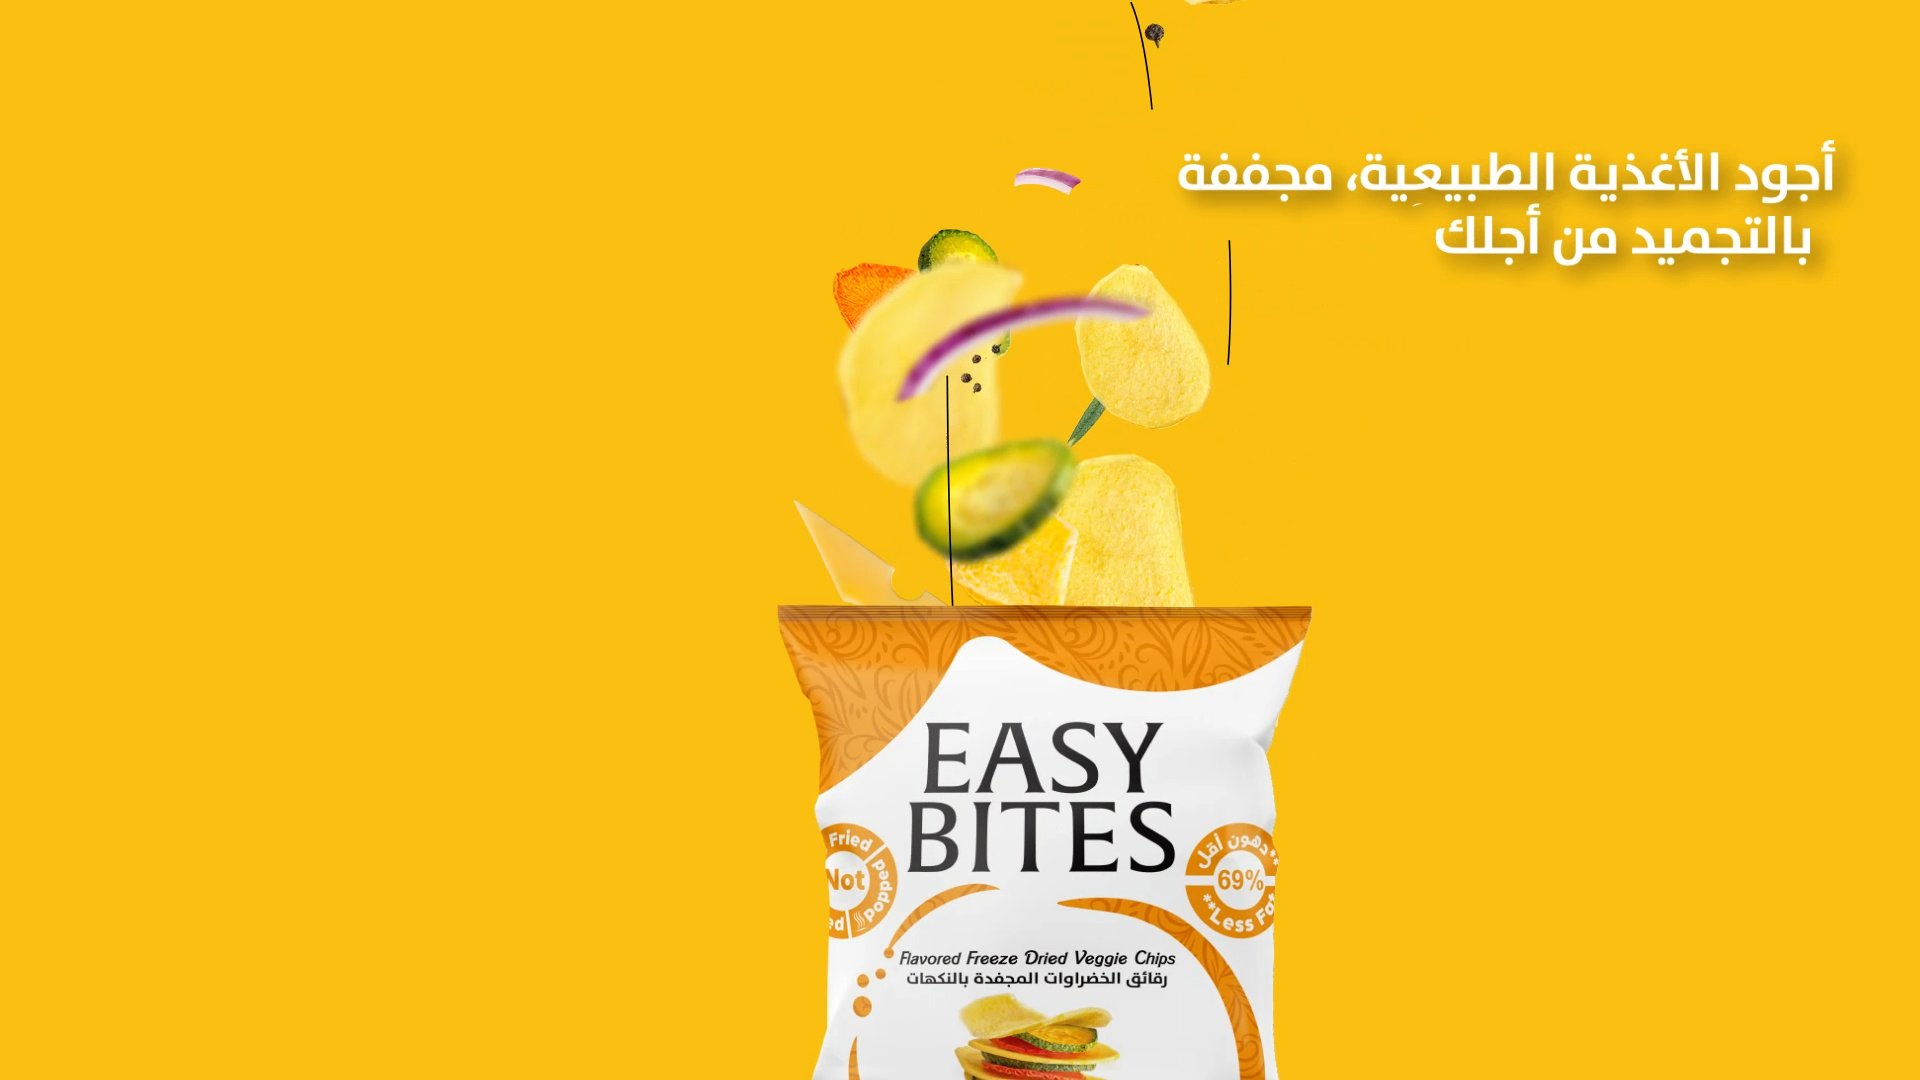 أجود الأغذية الطبيعِية، مجففة
بالتجميد من أجلك
EASY
BITES
Fried
Not
popped
دهون أقل**
69%
**Less Fat
Flavored Freeze Dried Veggie Chips
رقائق الخضراوات المجفدة بالنكهات